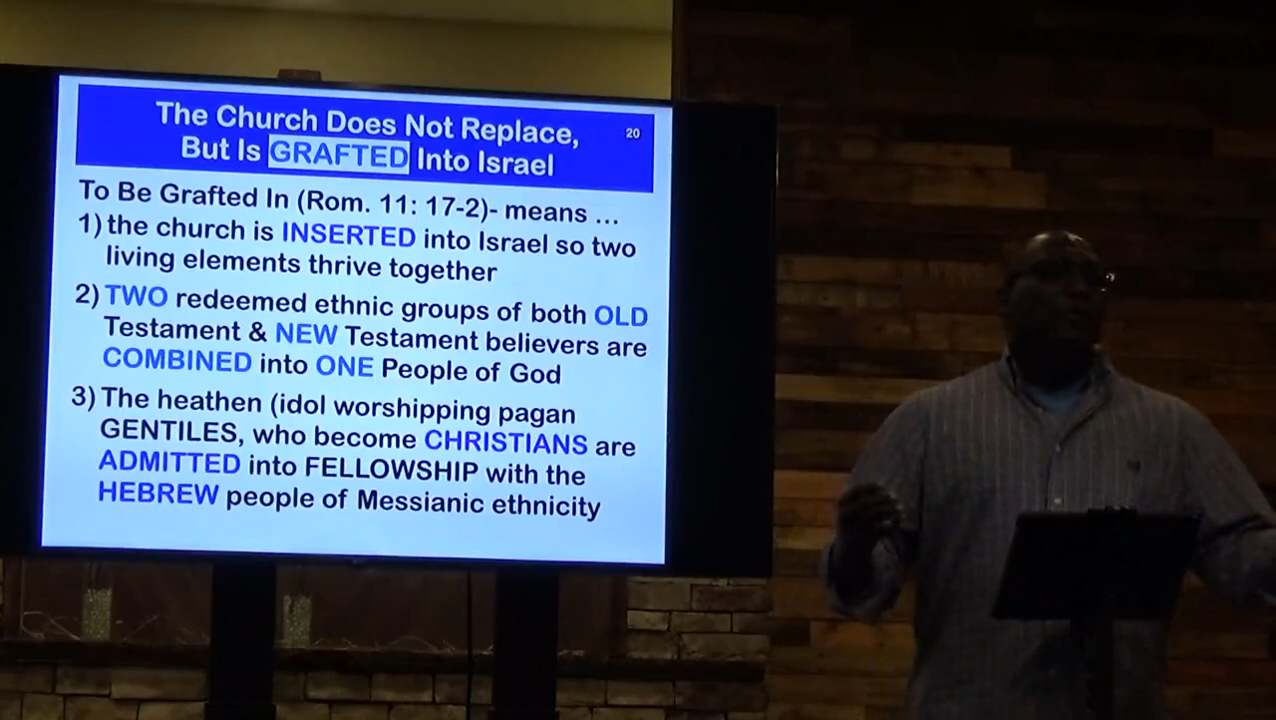 The Church Does Not Replace,
20
But Is GRAFTED Into Israel
To Be Grafted In (Rom. 11: 17-2)- means ...
1) the church is INSERTED into Israel so two
living elements thrive together
2) TWO redeemed ethnic groups of both OLD
Testament & NEW Testament believers are
COMBINED into ONE People of God
3) The heathen (idol worshipping pagan
GENTILES, who become CHRISTIANS are
ADMITTED into FELLOWSHIP with the
HEBREW people of Messianic ethnicity